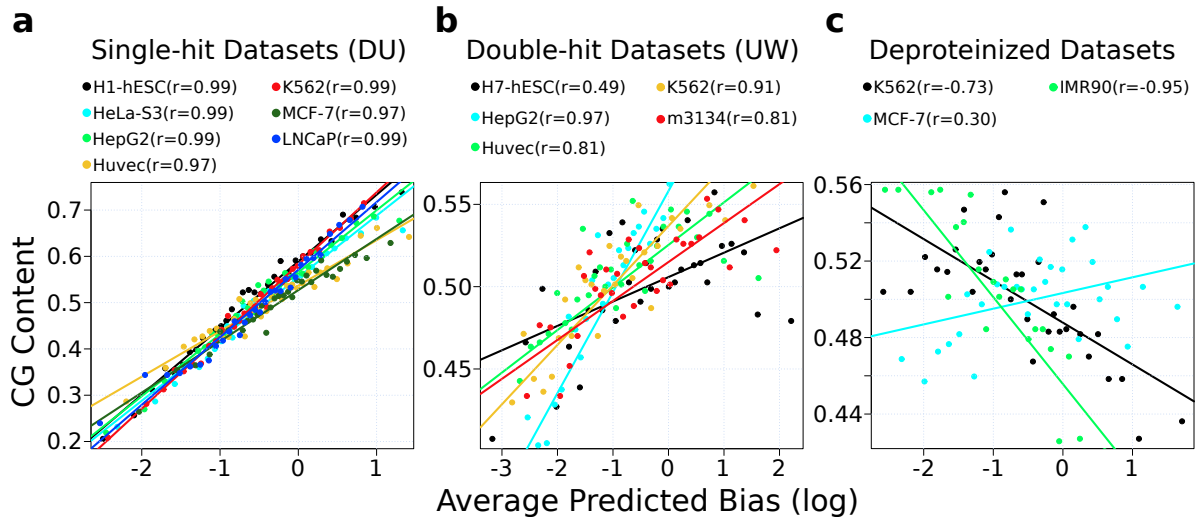 a
Single-hit Datasets (DU)
H1-hESC(r=0.99) K562(r=0.99)
HeLa-S3(r=0.99) MCF-7(r=0.97)
HepG2(r=0.99) LNCaP(r=0.99)
Huvec(r=0.97)
0.7
0.6
0.5
0.4
0.3
0.2
-2 -1 0 1
CG Content
b
Double-hit Datasets (UW)
H7-hESC(r=0.49) K562(r=0.91)
HepG2(r=0.97) m3134(r=0.81)
Huvec(r=0.81)
0.55
0.50
0.45
-3 -2 -1 0 1 2
c
Deproteinized Datasets
K562(r=-0.73) IMR90(r=-0.95)
MCF-7(r=0.30)
0.56
0.52
0.48
0.44
-2 -1 0 1
Average Predicted Bias (log)